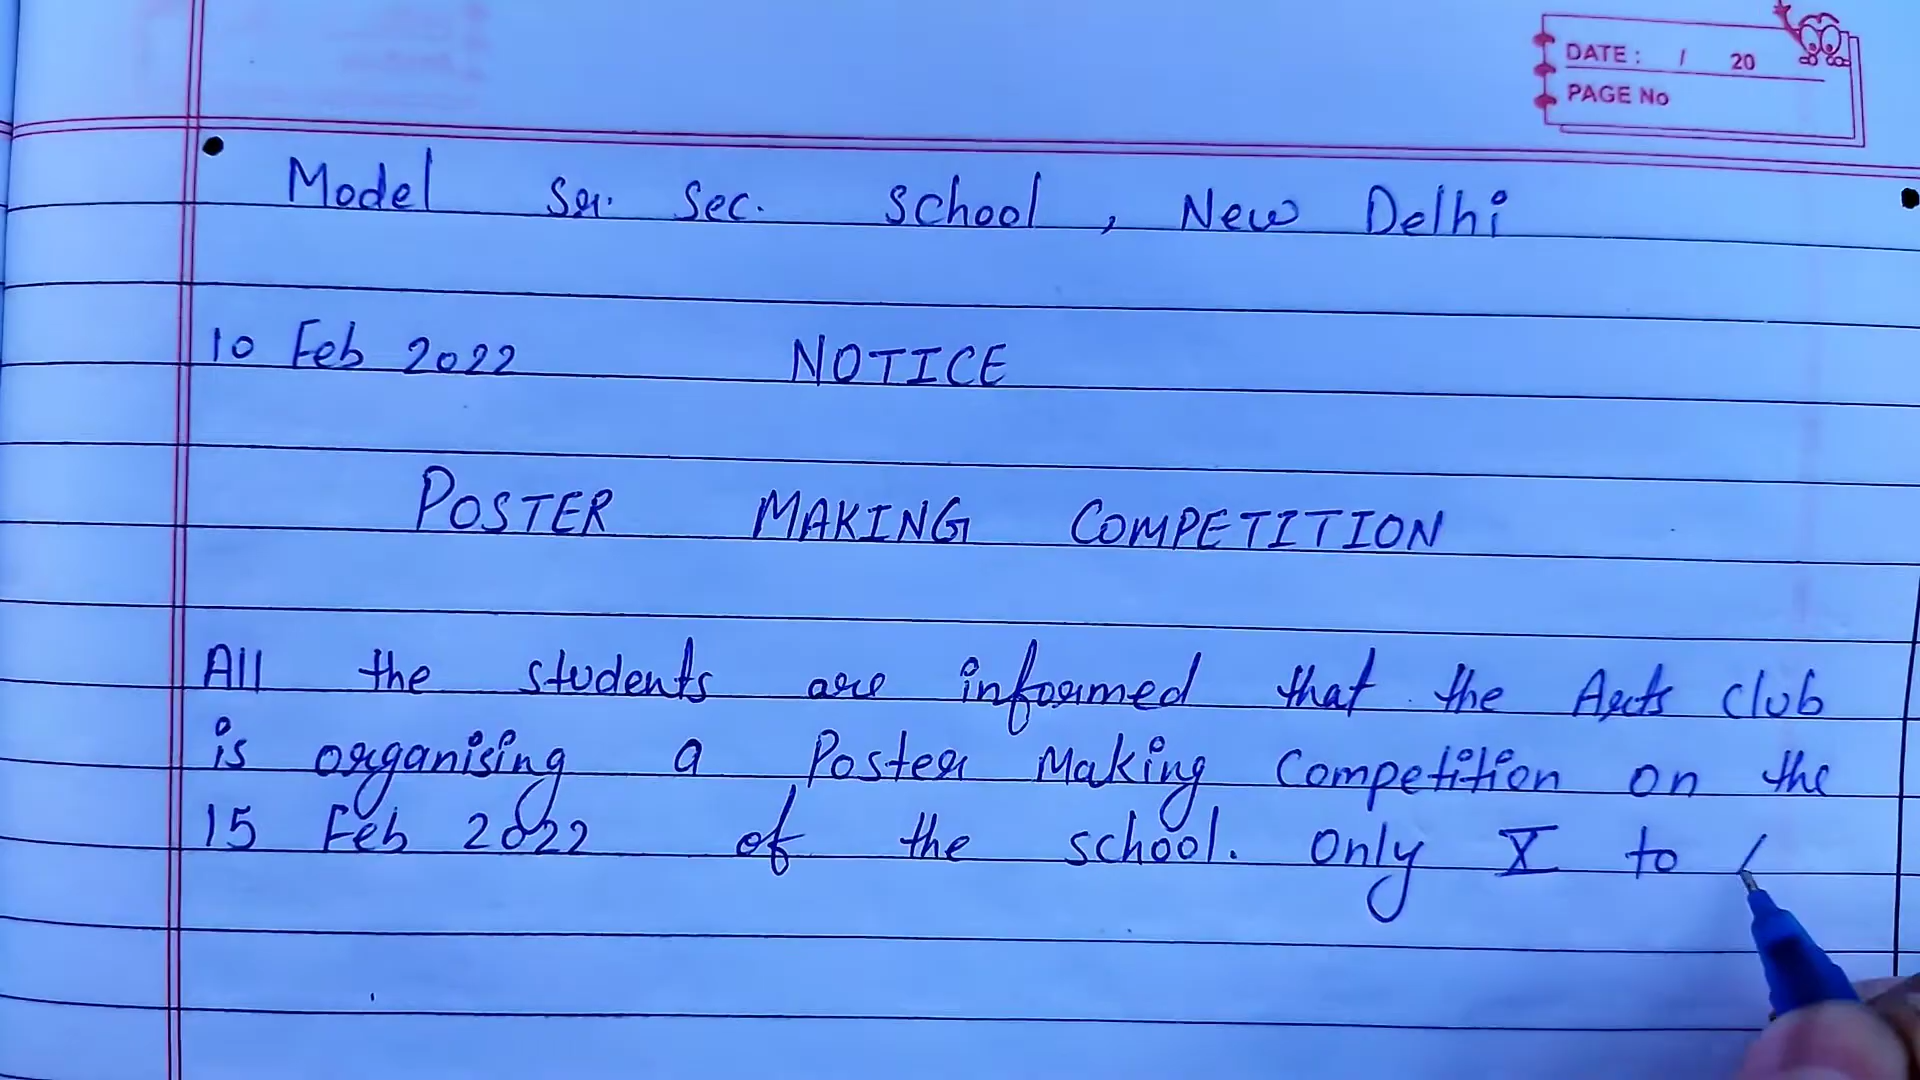 DATE : / 20
PAGE No
Model Sr. Sec. School, New Delhi
10 Feb 2022 NOTICE
POSTER MAKING COMPETITION
All the students are informed that the Arts club
is organising a Poster Making Competition on the
15 Feb 2022 of the school. Only X to